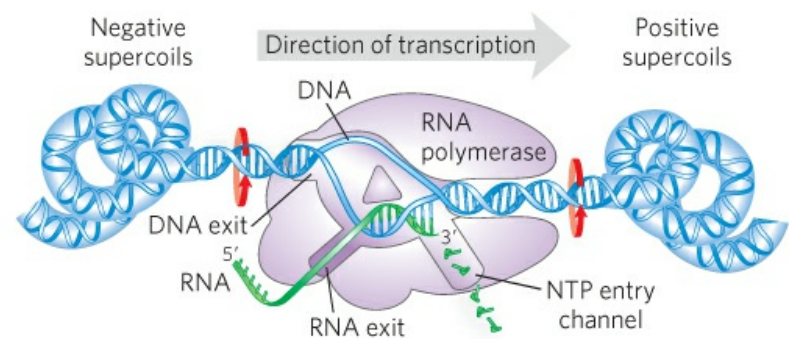 Negative
supercoils
Direction of transcription
Positive
supercoils
DNA
RNA
polymerase
DNA exit
5′
RNA
3′
RNA exit
NTP entry
channel